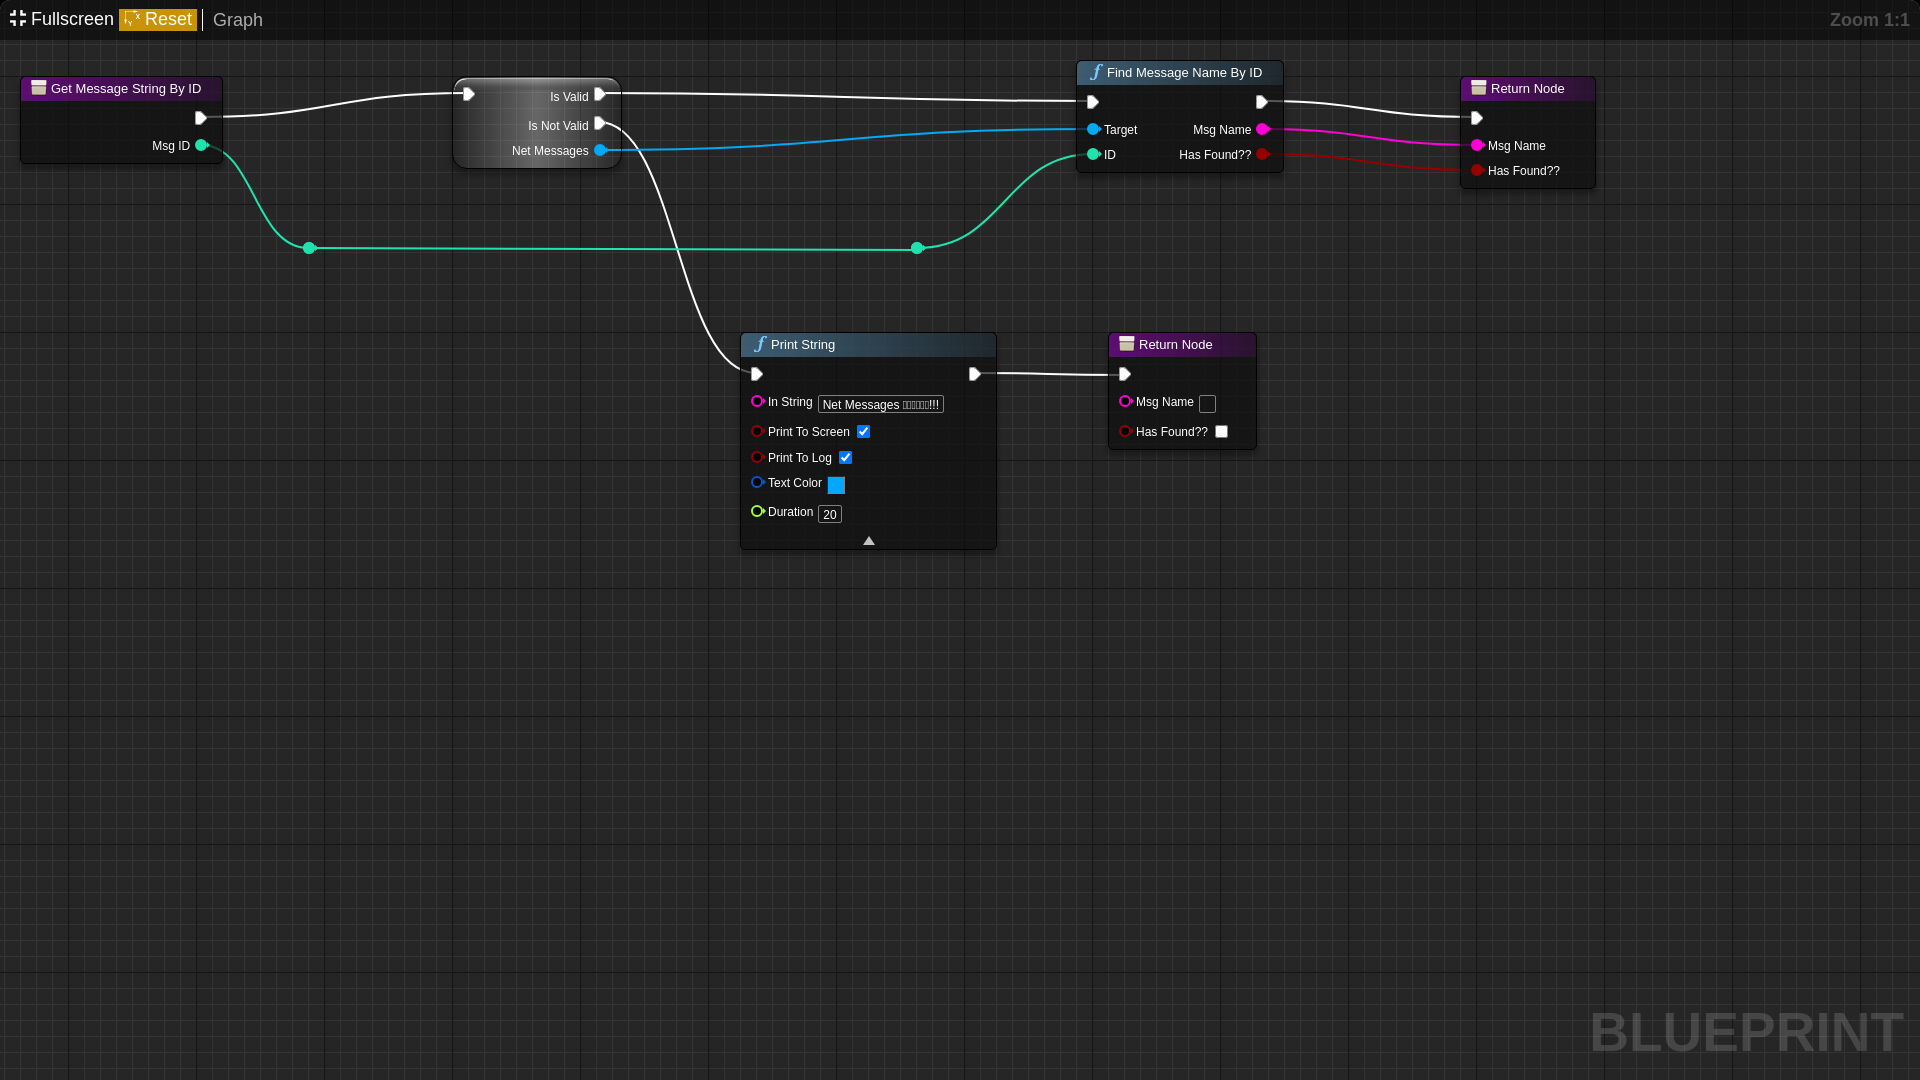 Fullscreen Reset Graph
Zoom 1:1
Get Message String By ID
Msg ID
Is Valid
Is Not Valid
Net Messages
Find Message Name By ID
Target
Msg Name
ID
Has Found??
Return Node
Msg Name
Has Found??
Print String
In String
Net Messages !!!
Print To Screen
Print To Log
Text Color
Duration
20
Return Node
Msg Name
Has Found??
BLUEPRINT